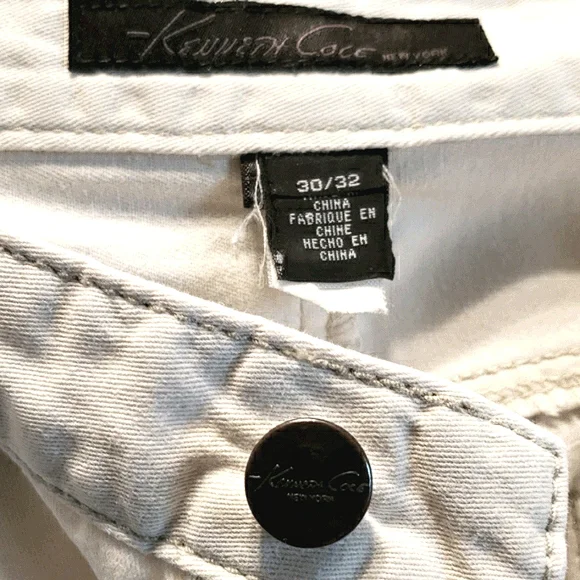 Kenneth Cole NEW YORK
30/32
CHINA
FABRIQUE EN
CHINE
HECHO EN
CHINA
Kenneth Cole
NEW YORK